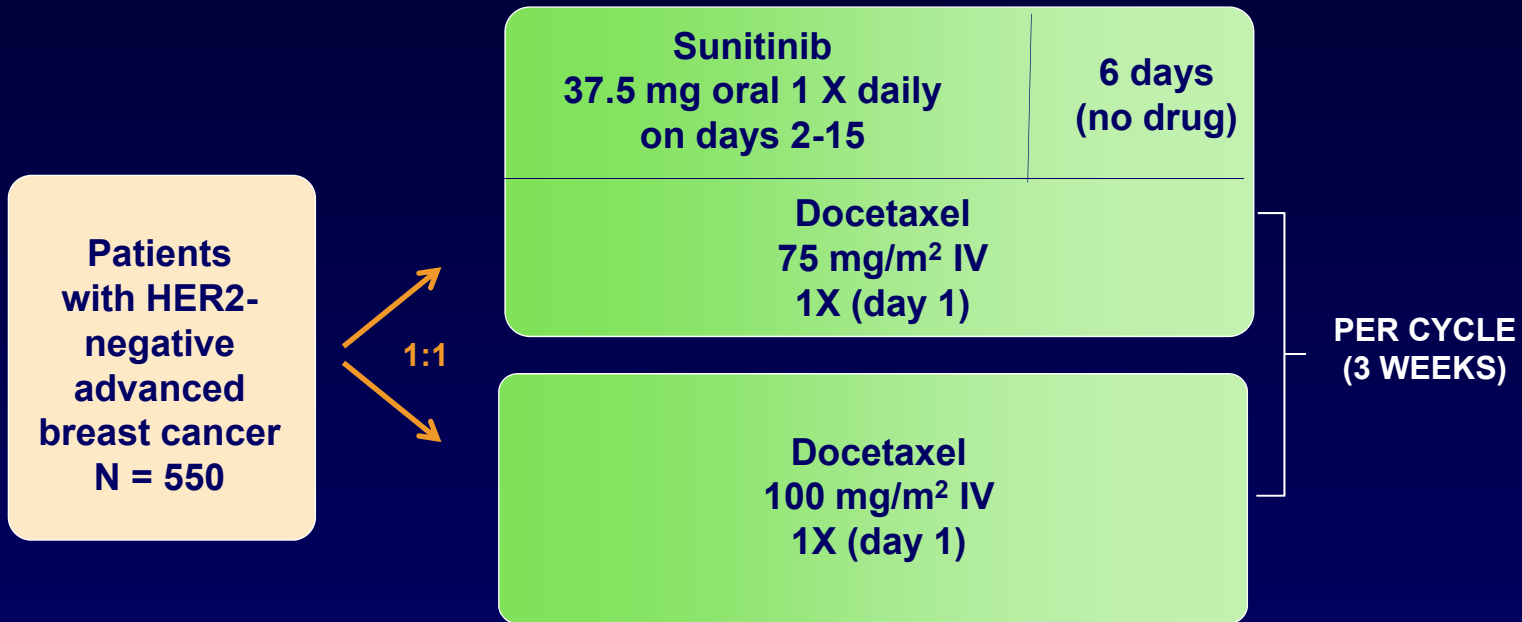 Patients
with HER2-
negative
advanced
breast cancer
N = 550
1:1
Sunitinib
37.5 mg oral 1 X daily
on days 2-15
6 days
(no drug)
Docetaxel
75 mg/m² IV
1X (day 1)
Docetaxel
100 mg/m² IV
1X (day 1)
PER CYCLE
(3 WEEKS)